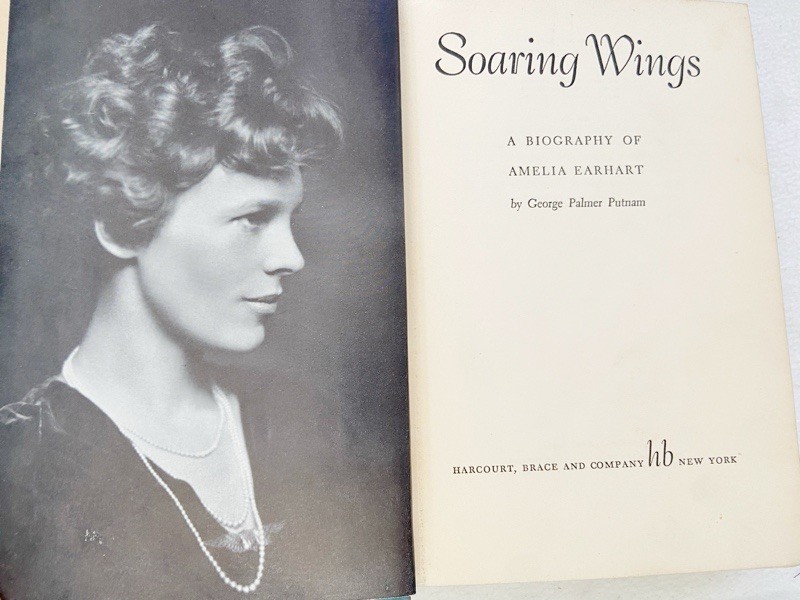 Soaring Wings
A BIOGRAPHY OF
AMELIA EARHART
by George Palmer Putnam
HARCOURT, BRACE AND COMPANY hb NEW YORK